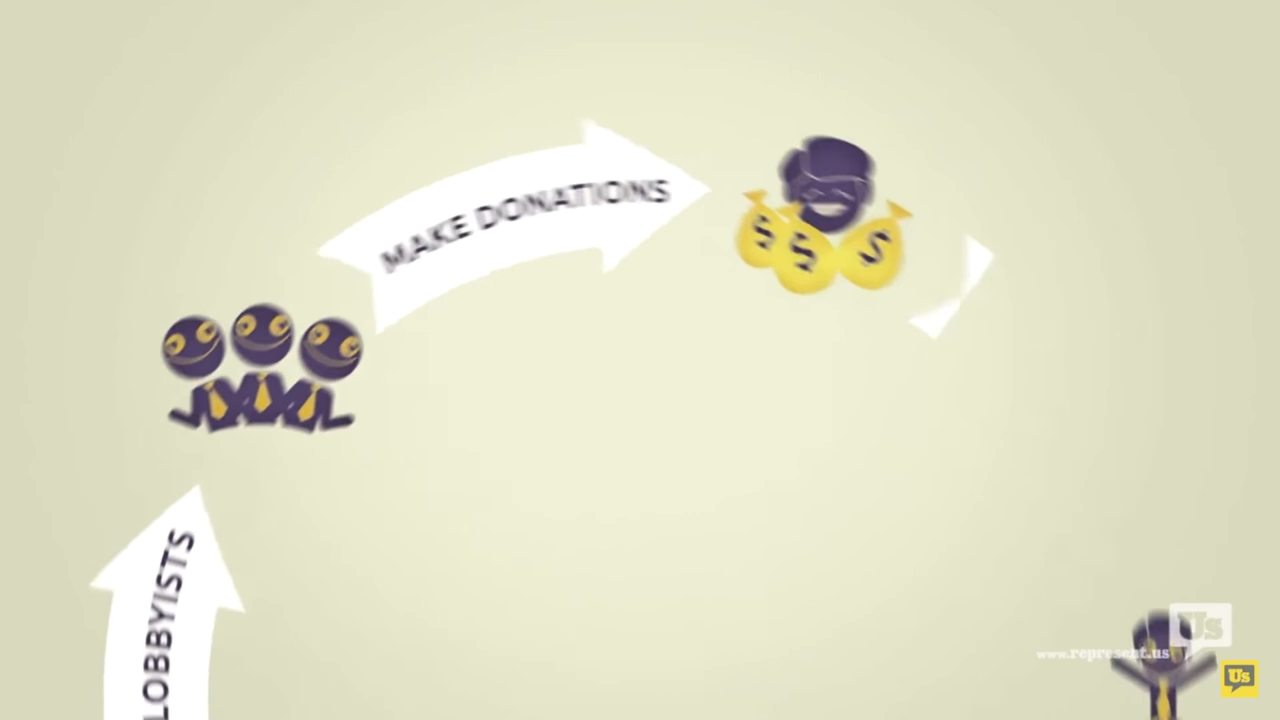 MAKE DONATIONS
$ $ $
LOBBYISTS
Us
www.represent.us
Us